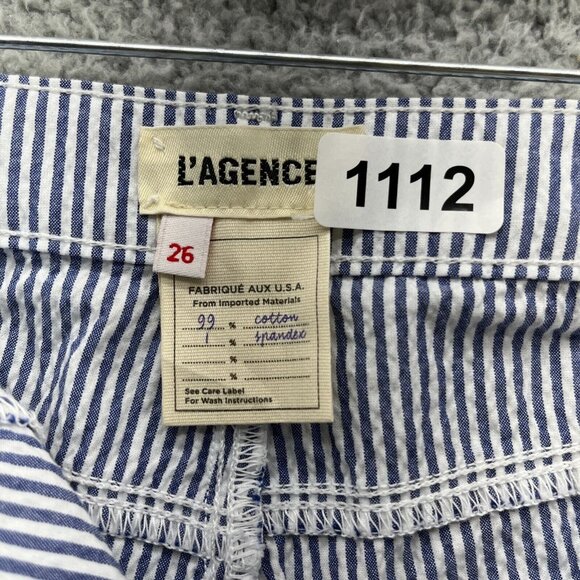 L'AGENCE
1112
26
FABRIQUÉ AUX U.S.A.
From Imported Materials
99 % cotton
1 % spandex
%
%
%
See Care Label
For Wash Instructions